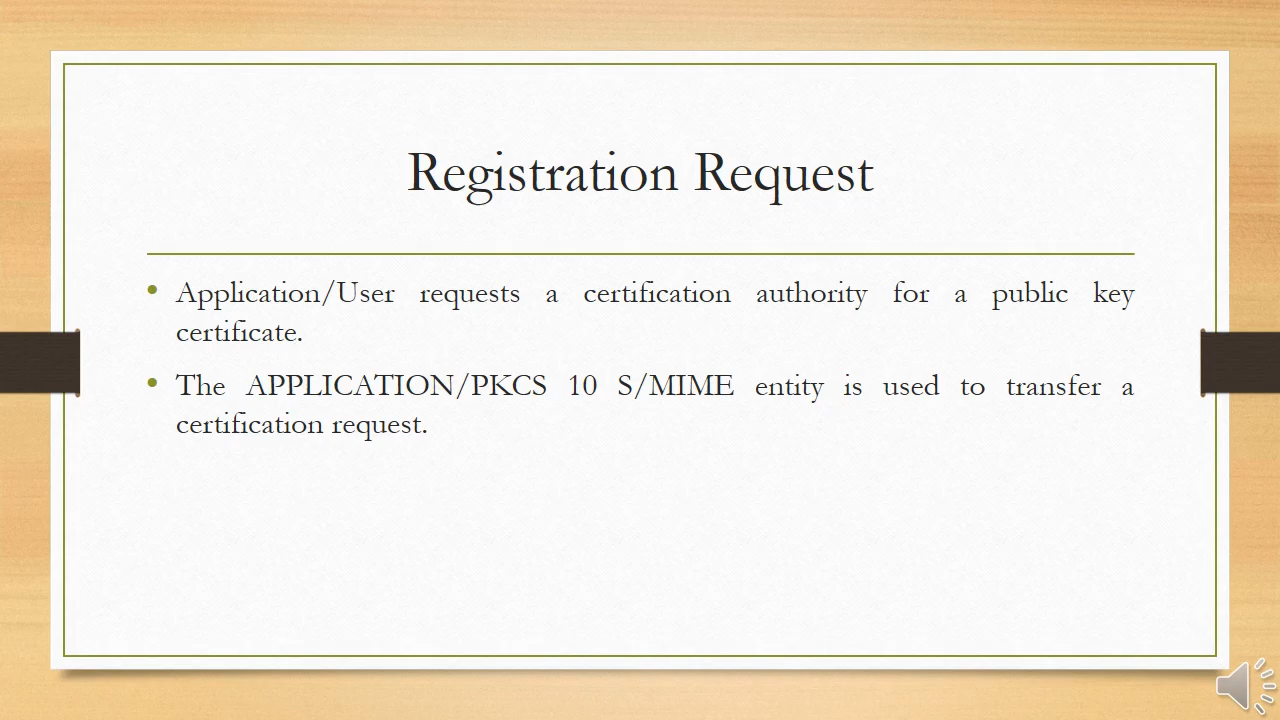 Registration Request
• Application/User requests a certification authority for a public key
certificate.
• The APPLICATION/PKCS 10 S/MIME entity is used to transfer a
certification request.